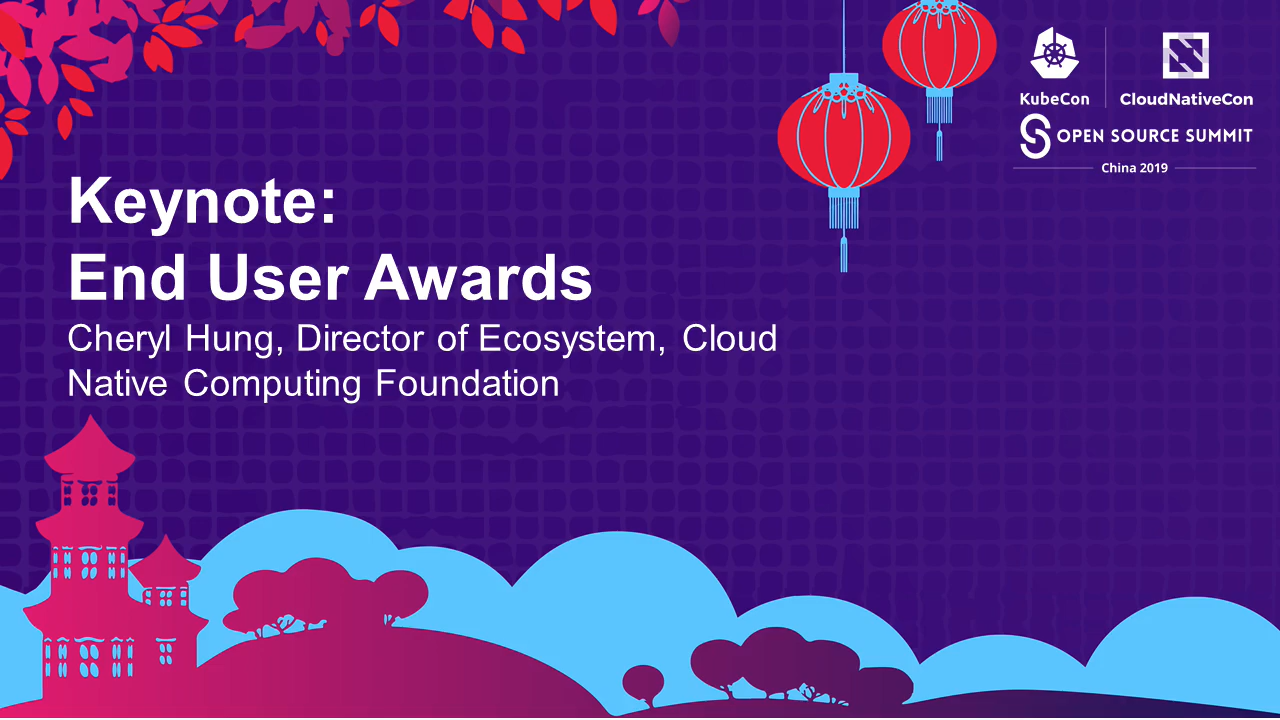 KubeCon
CloudNativeCon
OPEN SOURCE SUMMIT
China 2019
Keynote:
End User Awards
Cheryl Hung, Director of Ecosystem, Cloud
Native Computing Foundation